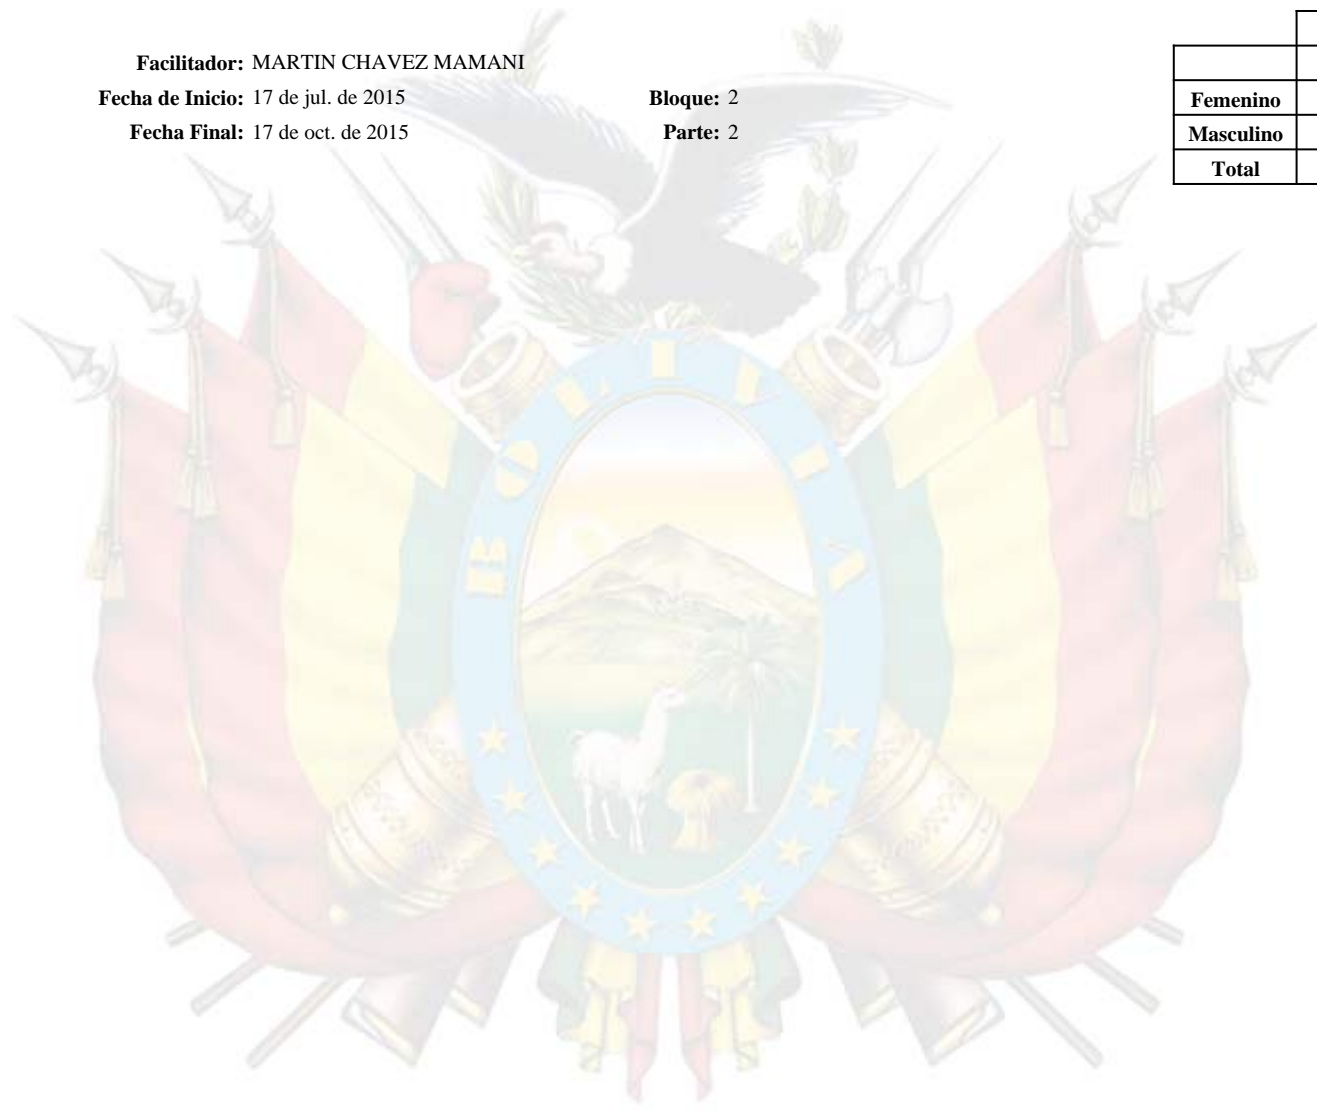 Facilitador: MARTIN CHAVEZ MAMANI
Fecha de Inicio: 17 de jul. de 2015 Bloque: 2
Fecha Final: 17 de oct. de 2015 Parte: 2
Femenino
Masculino
Total
BOLIVIA